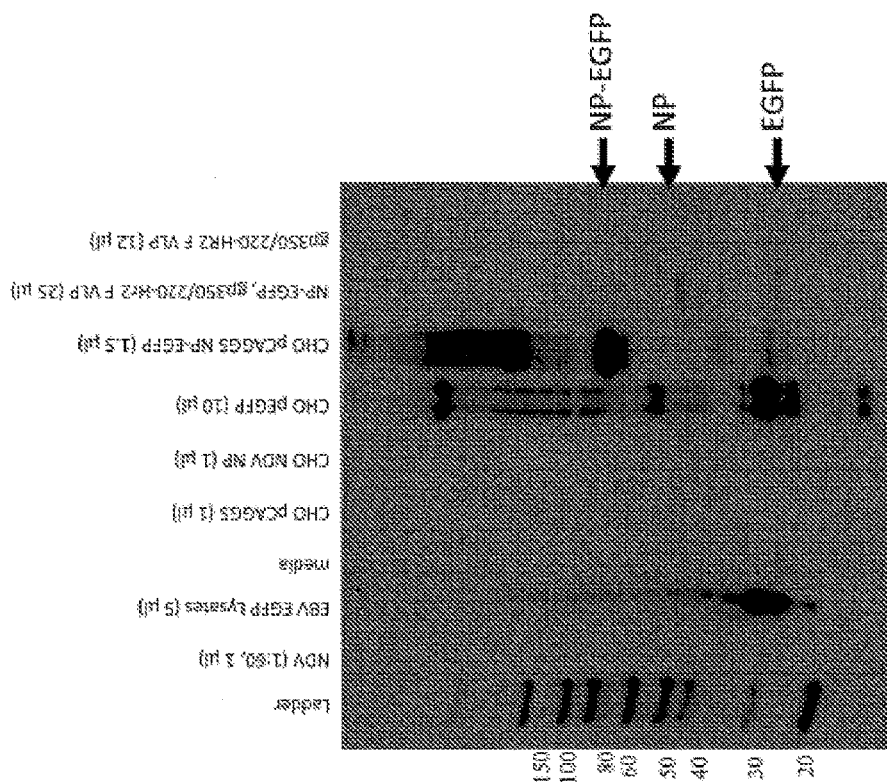 NP-EGFP
NP
EGFP
gp350/220-HR2 F VLP (12 µl)
NP-EGFP, gp350/220-Hr2 F VLP (25 µl)
CHO pCAGGS NP-EGFP (1.5 µl)
CHO pEGFP (10 µl)
CHO NDV NP (1 µl)
CHO pCAGGS (1 µl)
media
EBV EGFP Lysates (5 µl)
NDV (1:60, 1 µl)
Ladder
150
100
80
60
50
40
30
20